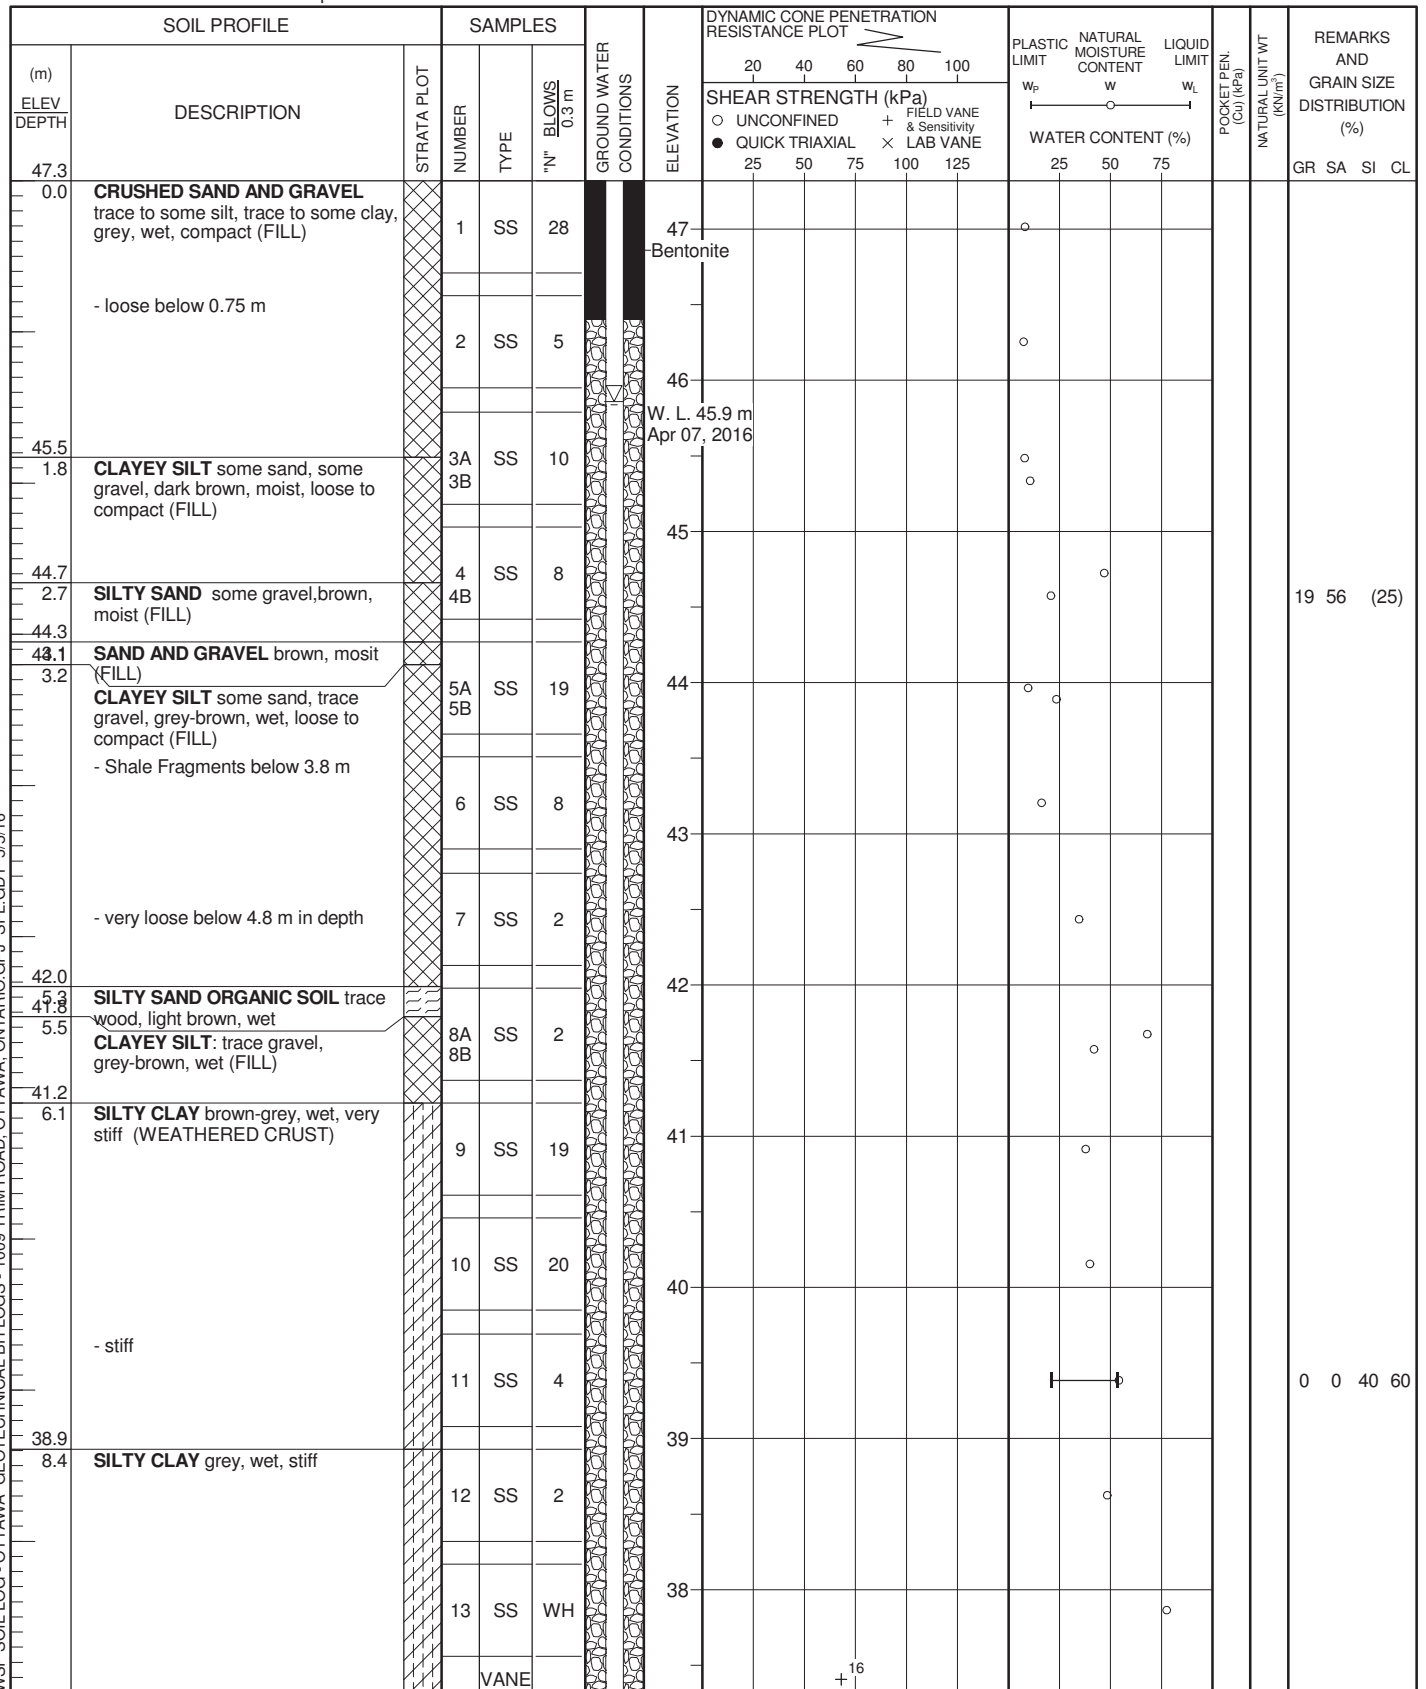 SOIL PROFILE
SAMPLES
GROUND WATER
CONDITIONS
ELEVATION
DYNAMIC CONE PENETRATION
RESISTANCE PLOT
20 40 60 80 100
SHEAR STRENGTH (kPa)
○ UNCONFINED + FIELD VANE & Sensitivity
● QUICK TRIAXIAL × LAB VANE
25 50 75 100 125
PLASTIC LIMIT
NATURAL MOISTURE CONTENT
LIQUID LIMIT
WP W WL
WATER CONTENT (%)
25 50 75
POCKET PEN.
(Cu) (kPa)
NATURAL UNIT WT
(KN/m³)
REMARKS
AND
GRAIN SIZE
DISTRIBUTION
(%)
GR SA SI CL
(m)
ELEV
DEPTH
DESCRIPTION
STRATA PLOT
NUMBER
TYPE
"N" BLOWS
0.3 m
47.3
0.0 CRUSHED SAND AND GRAVEL
trace to some silt, trace to some clay,
grey, wet, compact (FILL)
1 SS 28
47
Bentonite
- loose below 0.75 m
2 SS 5
46
W. L. 45.9 m
Apr 07, 2016
45.5
1.8 CLAYEY SILT some sand, some
gravel, dark brown, moist, loose to
compact (FILL)
3A SS 10
3B
45
44.7
2.7 SILTY SAND some gravel,brown,
moist (FILL)
4 SS 8
4B
19 56 (25)
44.3
3.1 SAND AND GRAVEL brown, mosit
(FILL)
44.1
3.2 CLAYEY SILT some sand, trace
gravel, grey-brown, wet, loose to
compact (FILL)
5A SS 19
5B
44
- Shale Fragments below 3.8 m
6 SS 8
43
- very loose below 4.8 m in depth
7 SS 2
42.0
42
5.3 SILTY SAND ORGANIC SOIL trace
wood, light brown, wet
41.8
5.5 CLAYEY SILT: trace gravel,
grey-brown, wet (FILL)
8A SS 2
8B
41.2
6.1 SILTY CLAY brown-grey, wet, very
stiff (WEATHERED CRUST)
9 SS 19
41
10 SS 20
40
- stiff
11 SS 4
0 0 40 60
39
38.9
8.4 SILTY CLAY grey, wet, stiff
12 SS 2
38
13 SS WH
VANE
16
+